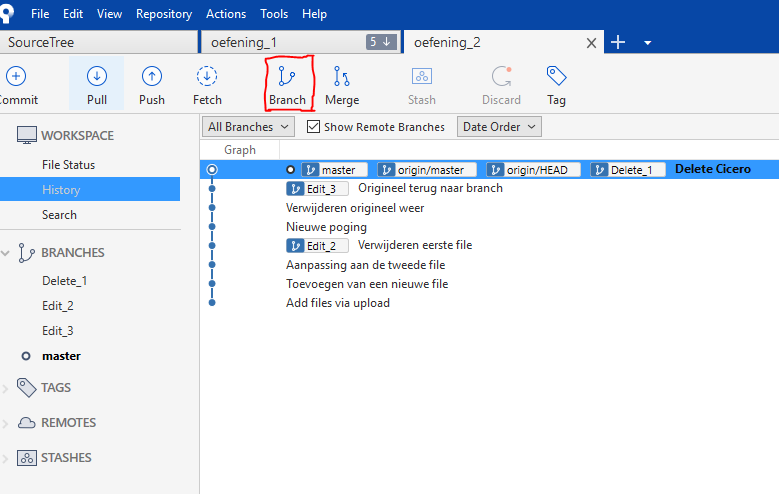 File Edit View Repository Actions Tools Help
SourceTree oefening_1 5 oefening_2
Commit Pull Push Fetch Branch Merge Stash Discard Tag
All Branches Show Remote Branches Date Order
WORKSPACE
File Status
History
Search
BRANCHES
Delete_1
Edit_2
Edit_3
master
TAGS
REMOTES
STASHES
Graph
master origin/master origin/HEAD Delete_1 Delete Cicero
Edit_3 Origineel terug naar branch
Verwijderen origineel weer
Nieuwe poging
Edit_2 Verwijderen eerste file
Aanpassing aan de tweede file
Toevoegen van een nieuwe file
Add files via upload